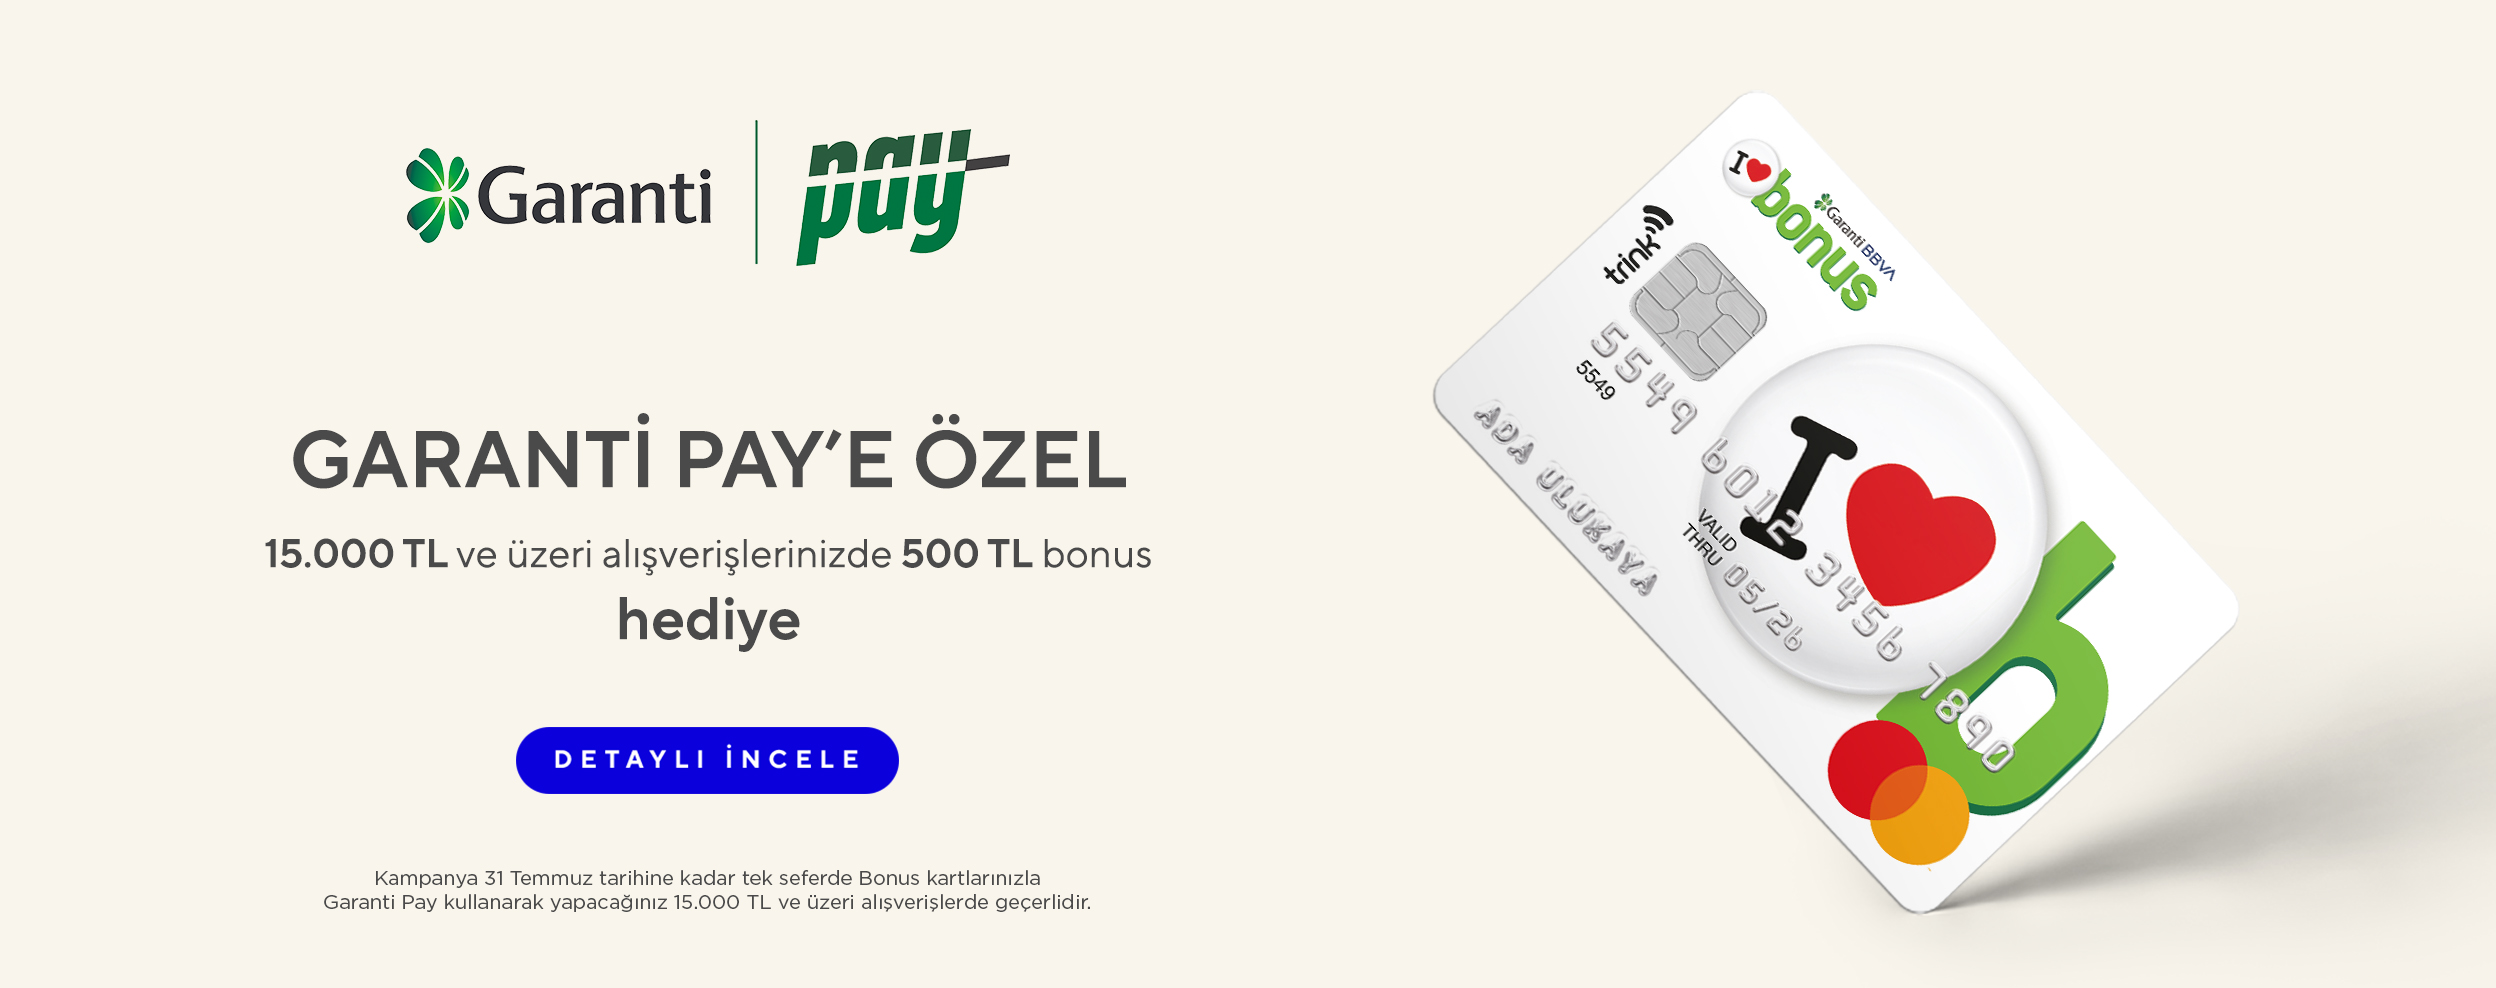 Garanti
pay
GARANTİ PAY’E ÖZEL
15.000 TL ve üzeri alışverişlerinizde 500 TL bonus
hediye
DETAYLI İNCELE
Kampanya 31 Temmuz tarihine kadar tek seferde Bonus kartlarınızla
Garanti Pay kullanarak yapacağınız 15.000 TL ve üzeri alışverişlerde geçerlidir.
I
bonus
Garanti BBVA
trink
5549 6012 3456 7890
5549
VALID
THRU 05/26
ADA ULUKAYA
I
b